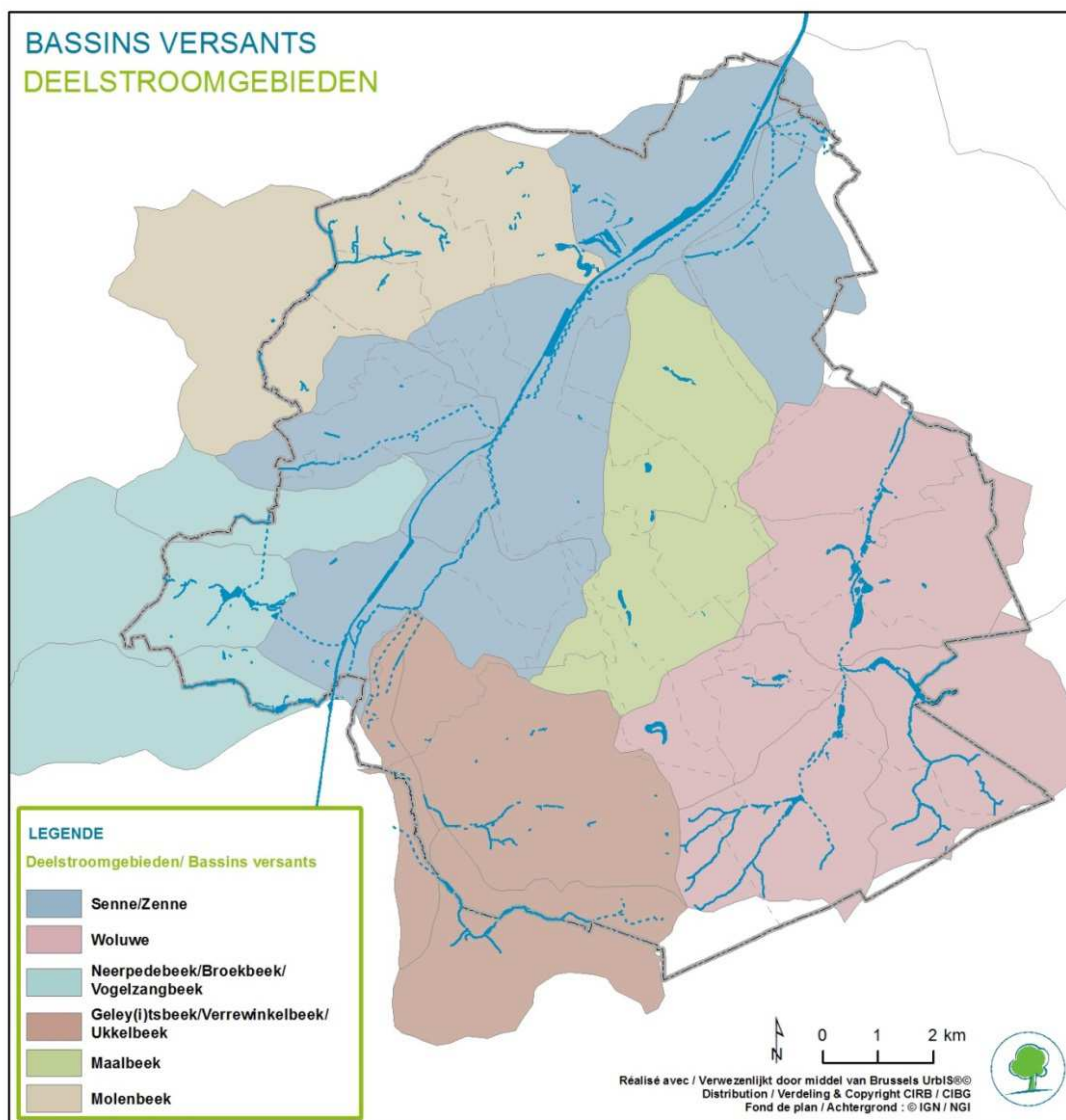 BASSINS VERSANTS
DEELSTROOMGEBIEDEN
LEGENDE
Deelstroomgebieden/ Bassins versants
Senne/Zenne
Woluwe
Neerpedebeek/Broekbeek/
Vogelzangbeek
Geley(i)tsbeek/Verrewinkelbeek/
Ukkelbeek
Maalbeek
Molenbeek
N
0 1 2 km
Réalisé avec / Verwezenlijkt door middel van Brussels UrbIS®©
Distribution / Verdeling & Copyright CIRB / CIBG
Fond de plan / Achtergrond : © IGN / NGI